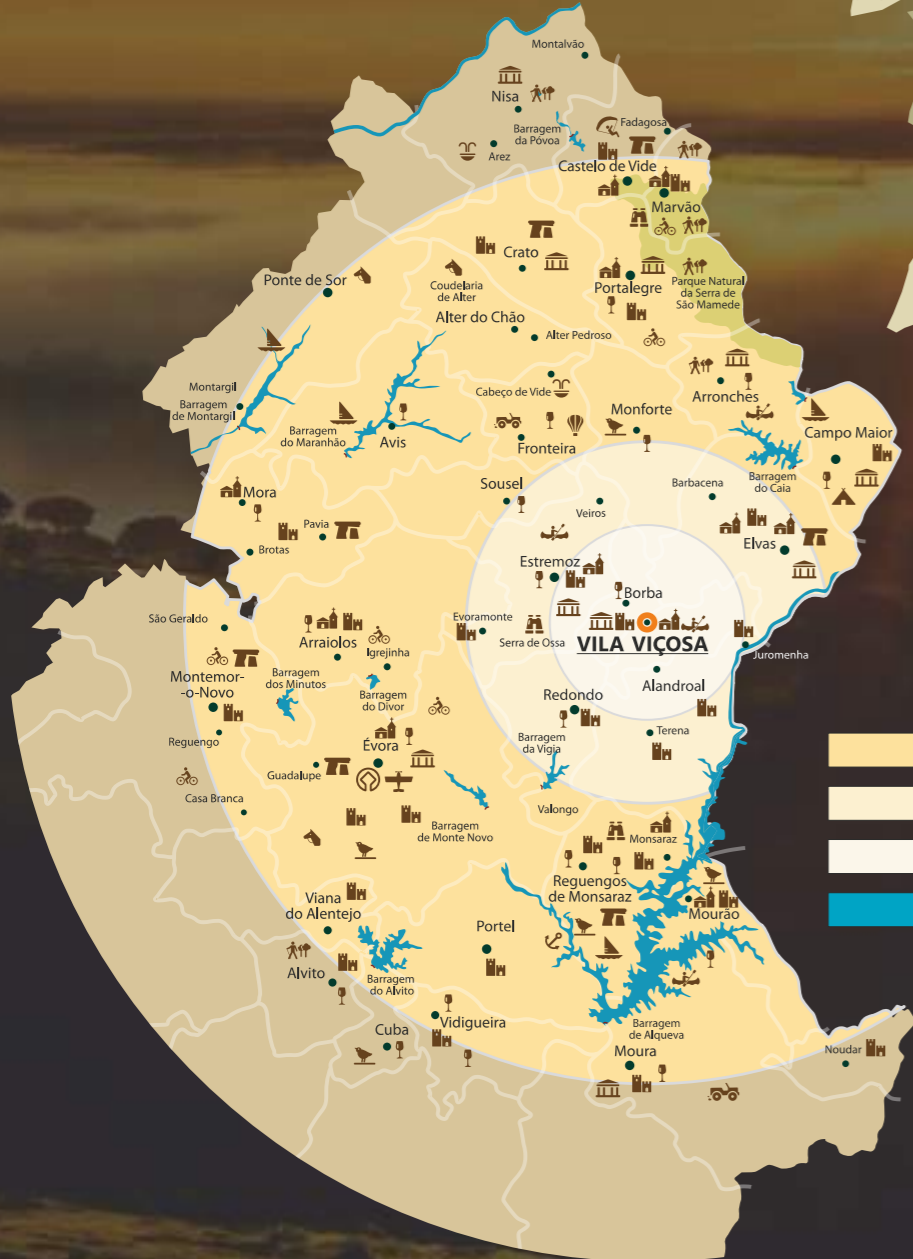 Montalvão
Nisa
Barragem
da Póvoa
Fadagosa
Arez
Castelo de Vide
Marvão
Crato
Ponte de Sor
Coudelaria
de Alter
Portalegre
Parque Natural
da Serra de
São Mamede
Alter do Chão
Alter Pedroso
Montargil
Barragem
de Montargil
Cabeço de Vide
Arronches
Barragem
do Maranhão
Avis
Fronteira
Monforte
Campo Maior
Mora
Sousel
Barbacena
Barragem
do Caia
Pavia
Veiros
Brotas
Elvas
Estremoz
Borba
São Geraldo
Evoramonte
Serra de Ossa
VILA VIÇOSA
Arraiolos
Igrejinha
Juromenha
Montemor-
-o-Novo
Barragem
dos Minutos
Barragem
do Divor
Alandroal
Redondo
Reguengo
Terena
Évora
Barragem
da Vigia
Guadalupe
Casa Branca
Valongo
Barragem
de Monte Novo
Monsaraz
Reguengos
de Monsaraz
Viana
do Alentejo
Mourão
Portel
Alvito
Barragem
do Alvito
Vidigueira
Cuba
Barragem
de Alqueva
Moura
Noudar